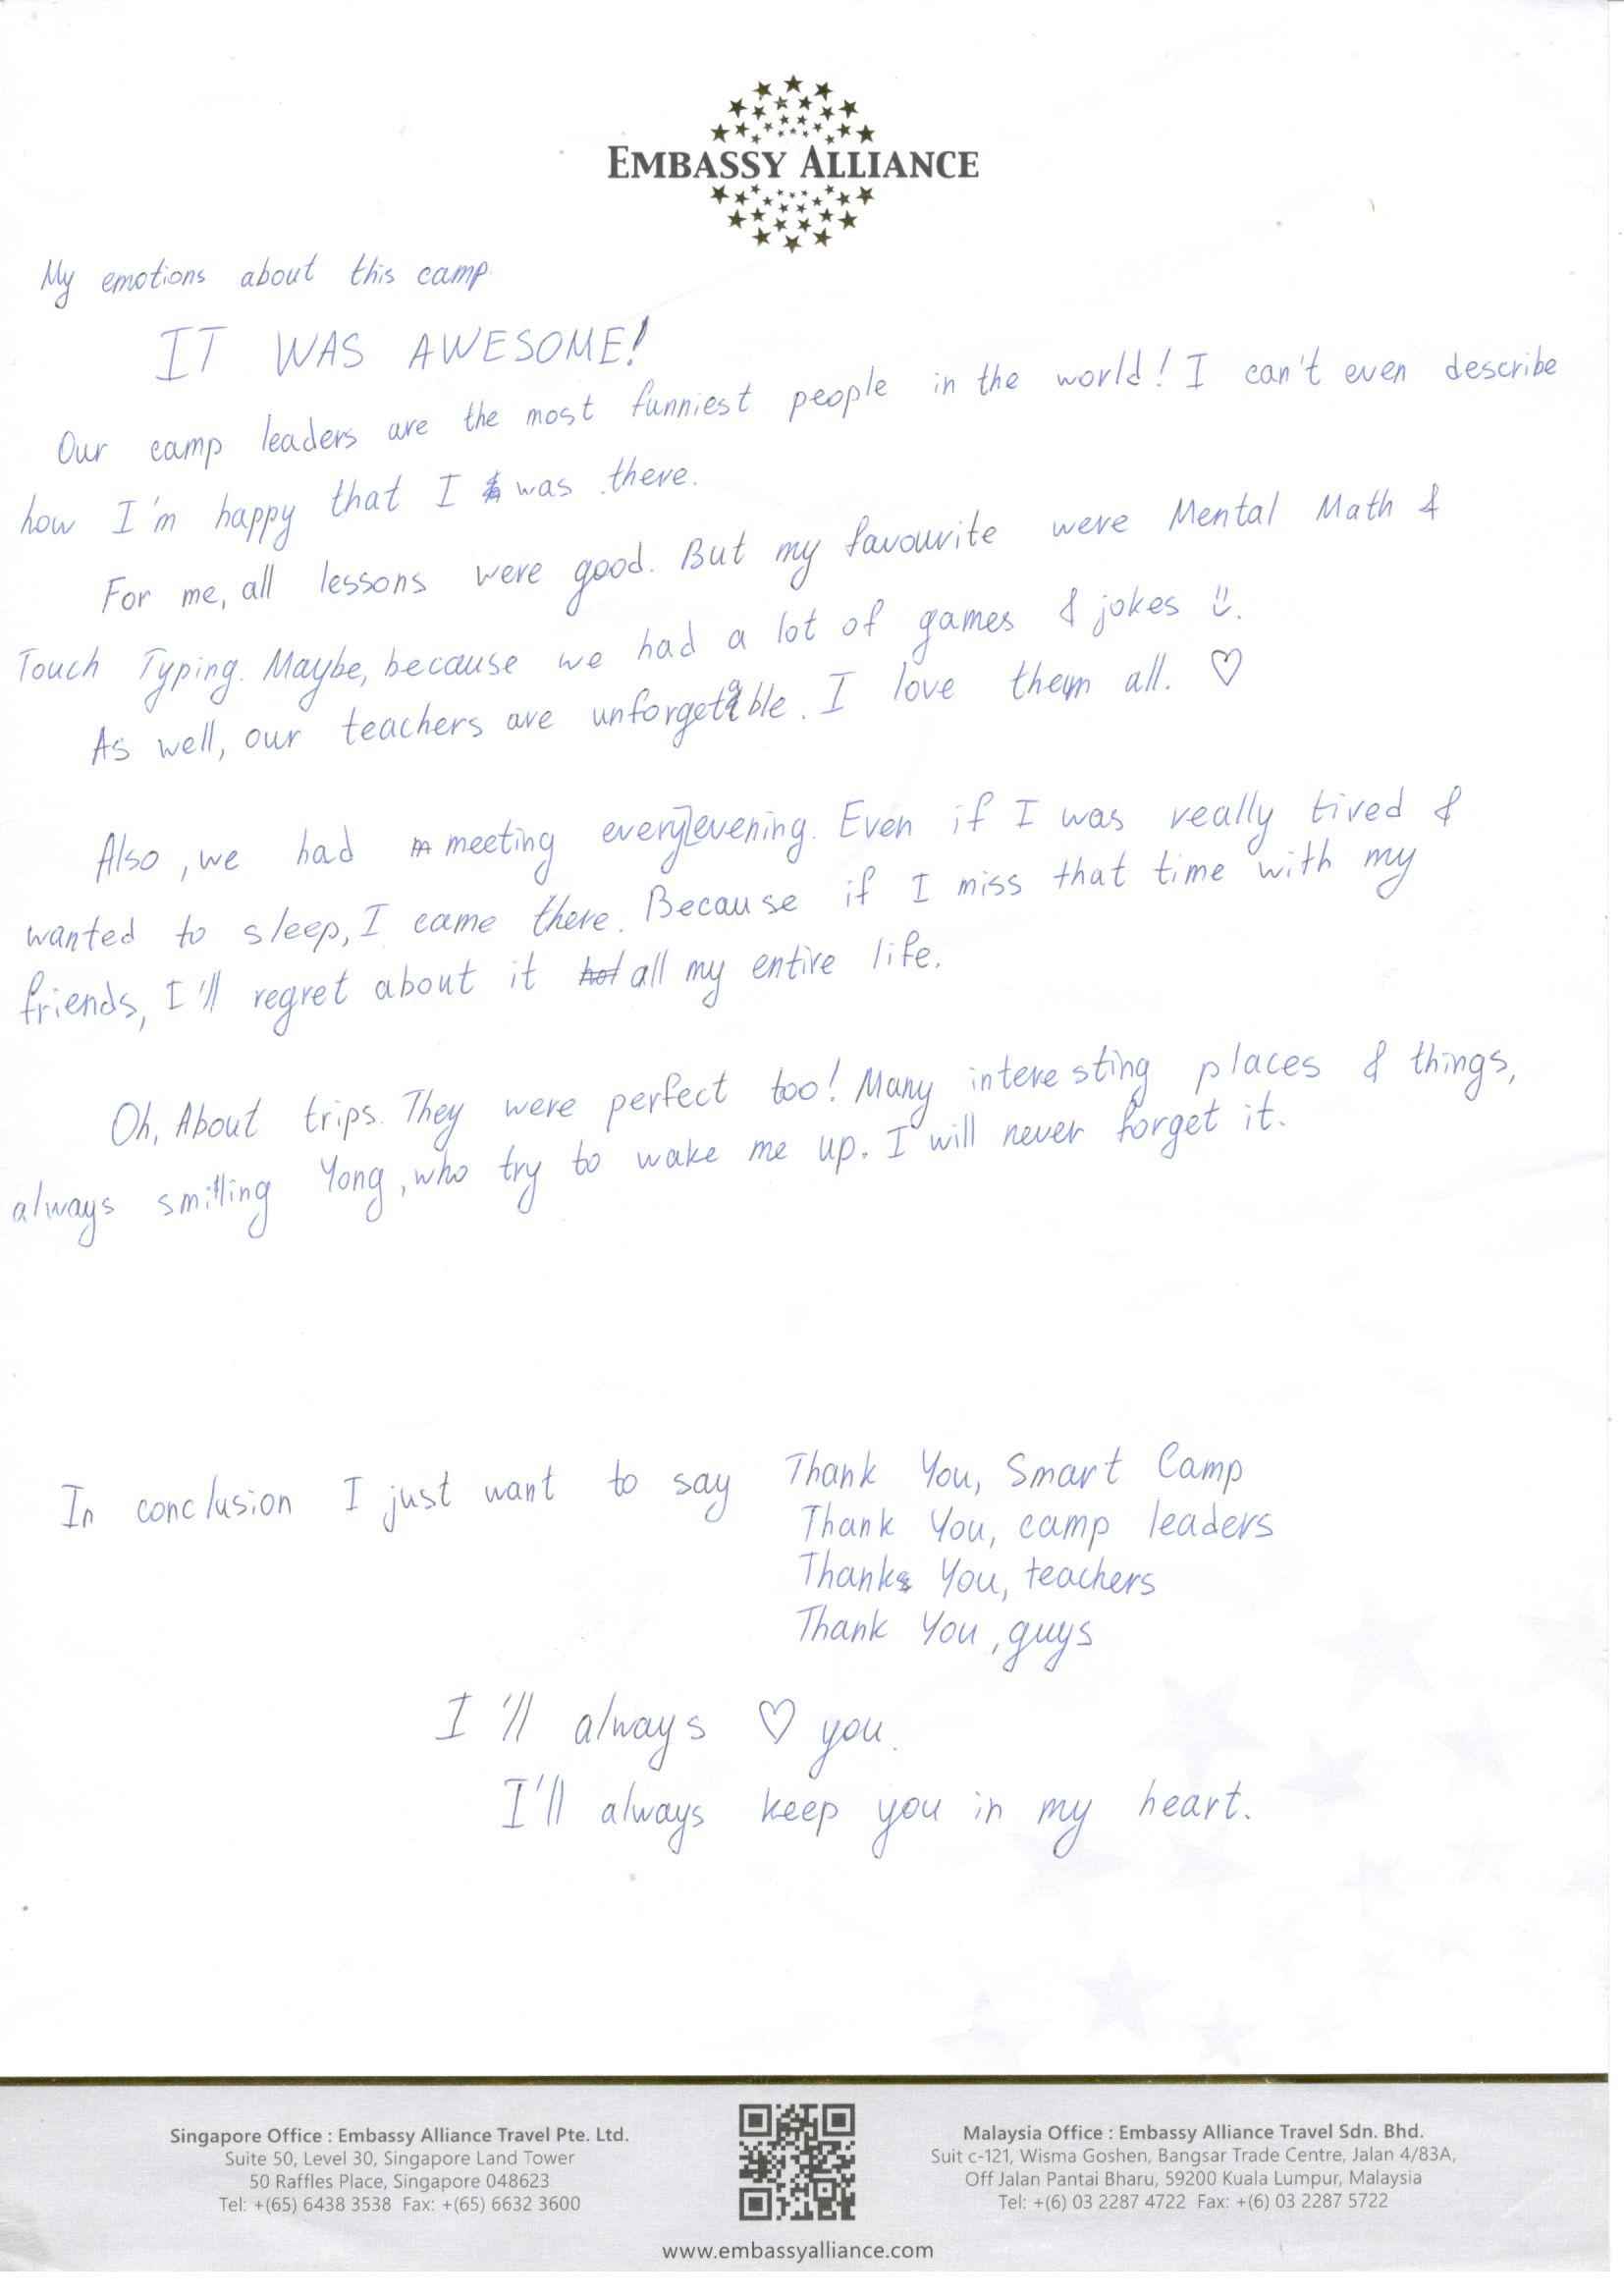 EMBASSY ALLIANCE
My emotions about this camp.
IT WAS AWESOME!
Our camp leaders are the most funniest people in the world! I can't even describe
how I'm happy that I was there.
For me, all lessons were good. But my favourite were Mental Math &
Touch Typing. Maybe, because we had a lot of games & jokes :).
As well, our teachers are unforgetable. I love them all. ♡
Also, we had meeting every evening. Even if I was really tired &
wanted to sleep, I came there. Because if I miss that time with my
friends, I'll regret about it all my entire life.
Oh, About trips. They were perfect too! Many interesting places & things,
always smiling Yong, who try to wake me up. I will never forget it.
In conclusion I just want to say Thank You, Smart Camp
Thank You, camp leaders
Thank You, teachers
Thank You, guys
I'll always ♡ you.
I'll always keep you in my heart.
Singapore Office : Embassy Alliance Travel Pte. Ltd.
Suite 50, Level 30, Singapore Land Tower
50 Raffles Place, Singapore 048623
Tel: +(65) 6438 3538 Fax: +(65) 6632 3600
Malaysia Office : Embassy Alliance Travel Sdn. Bhd.
Suit c-121, Wisma Goshen, Bangsar Trade Centre, Jalan 4/83A,
Off Jalan Pantai Bharu, 59200 Kuala Lumpur, Malaysia
Tel: +(6) 03 2287 4722 Fax: +(6) 03 2287 5722
www.embassyalliance.com